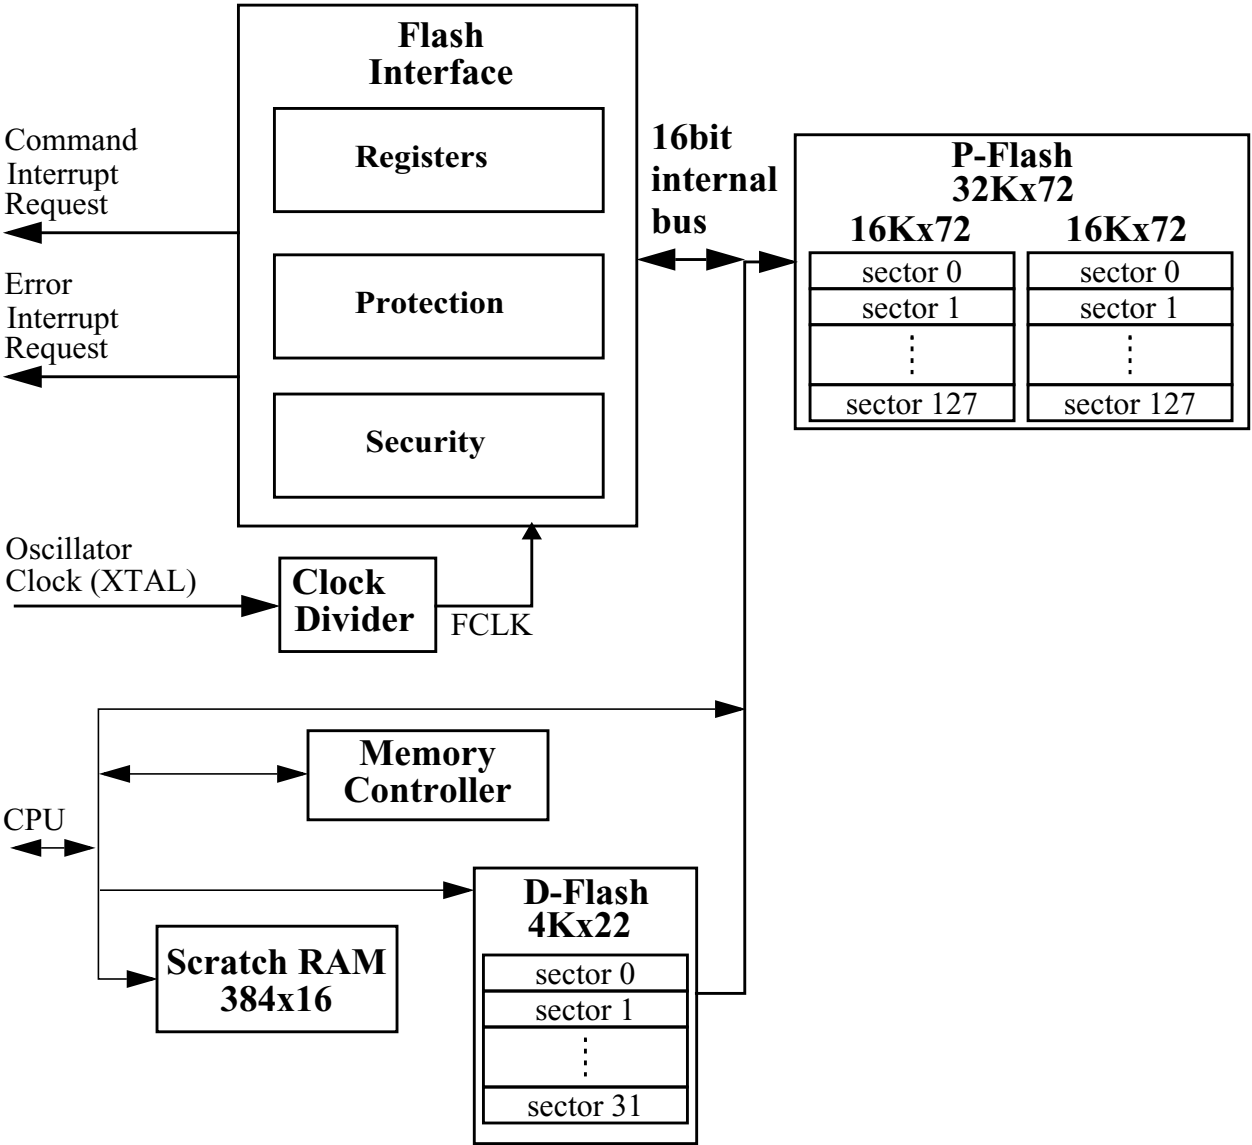 Flash
Interface
Registers
Protection
Security
Command
Interrupt
Request
Error
Interrupt
Request
16bit
internal
bus
P-Flash
32Kx72
16Kx72
sector 0
sector 1
sector 127
16Kx72
sector 0
sector 1
sector 127
Oscillator
Clock (XTAL)
Clock
Divider
FCLK
Memory
Controller
CPU
D-Flash
4Kx22
sector 0
sector 1
sector 31
Scratch RAM
384x16